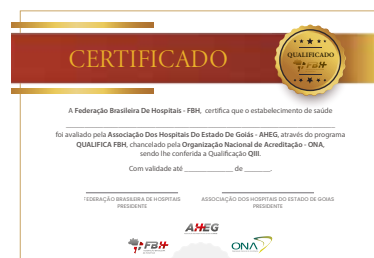 CERTIFICADO
QUALIFICADO
FBH
A Federação Brasileira De Hospitais - FBH, certifica que o estabelecimento de saúde
foi avaliado pela Associação Dos Hospitais Do Estado De Goiás - AHEG, através do programa
QUALIFICA FBH, chancelado pela Organização Nacional de Acreditação - ONA,
sendo lhe conferida a Qualificação QIII.
Com validade até ______________ de ________.
FEDERAÇÃO BRASILEIRA DE HOSPITAIS
PRESIDENTE
ASSOCIAÇÃO DOS HOSPITAIS DO ESTADO DE GOIAS
PRESIDENTE
AHEG
FBH
ONA